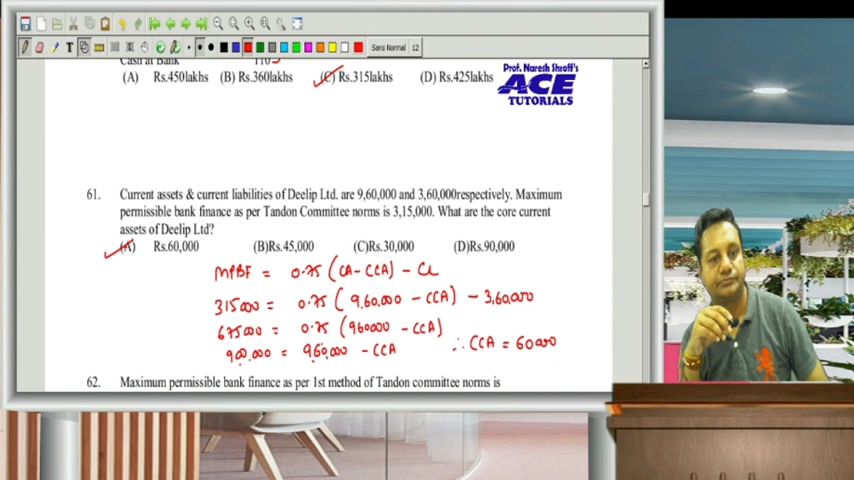 Sans Normal 12
Cash at Bank 110
(A) Rs.450lakhs (B) Rs.360lakhs (C) Rs.315lakhs (D) Rs.425lakhs
Prof. Naresh Shroff's
ACE
TUTORIALS
61. Current assets & current liabilities of Deelip Ltd. are 9,60,000 and 3,60,000respectively. Maximum
permissible bank finance as per Tandon Committee norms is 3,15,000. What are the core current
assets of Deelip Ltd?
(A) Rs.60,000 (B)Rs.45,000 (C)Rs.30,000 (D)Rs.90,000
MPBF = 0.75 (CA - CCA) - CL
315000 = 0.75 (9,60,000 - CCA) - 3,60,000
675000 = 0.75 (960000 - CCA)
900,000 = 960,000 - CCA ∴ CCA = 60000
62. Maximum permissible bank finance as per 1st method of Tandon committee norms is